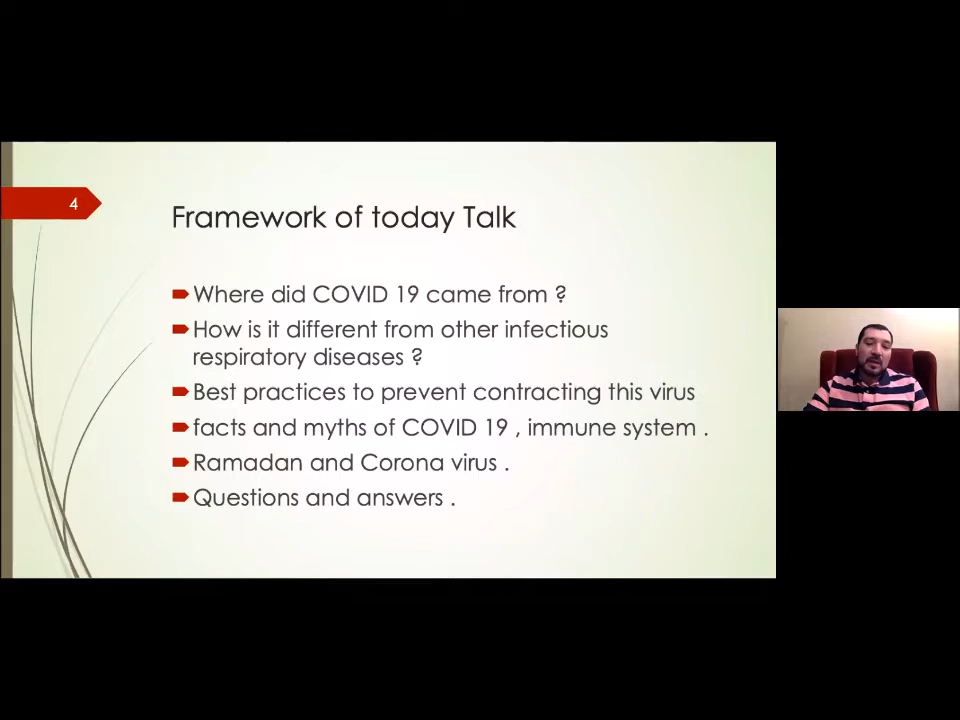 4
Framework of today Talk
Where did COVID 19 came from ?
How is it different from other infectious
respiratory diseases ?
Best practices to prevent contracting this virus
facts and myths of COVID 19 , immune system .
Ramadan and Corona virus .
Questions and answers .